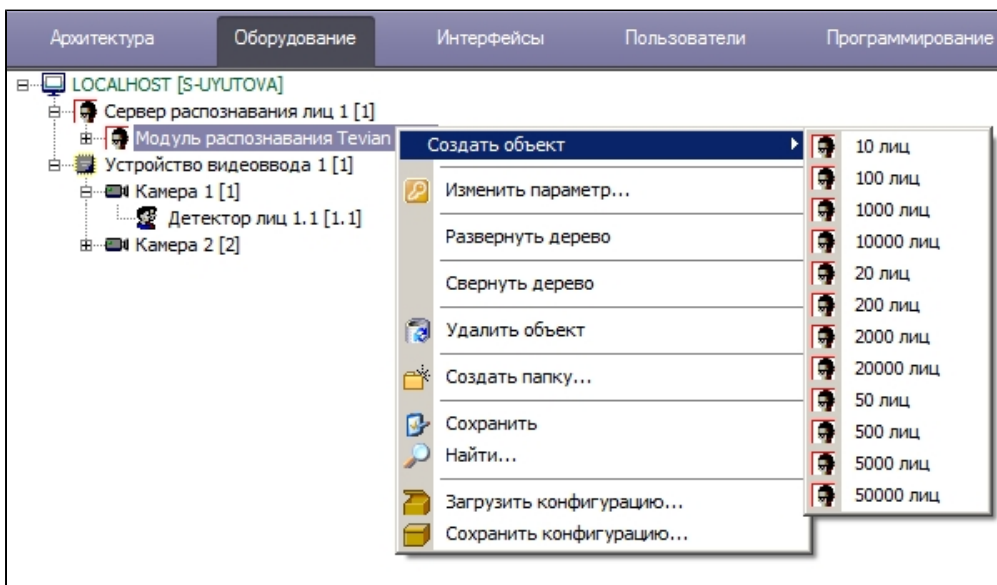 Архитектура Оборудование Интерфейсы Пользователи Программирование
LOCALHOST [S-UYUTOVA]
Сервер распознавания лиц 1 [1]
Модуль распознавания Tevian
Устройство видеоввода 1 [1]
Камера 1 [1]
Детектор лиц 1.1 [1.1]
Камера 2 [2]
Создать объект
Изменить параметр...
Развернуть дерево
Свернуть дерево
Удалить объект
Создать папку...
Сохранить
Найти...
Загрузить конфигурацию...
Сохранить конфигурацию...
10 лиц
100 лиц
1000 лиц
10000 лиц
20 лиц
200 лиц
2000 лиц
20000 лиц
50 лиц
500 лиц
5000 лиц
50000 лиц